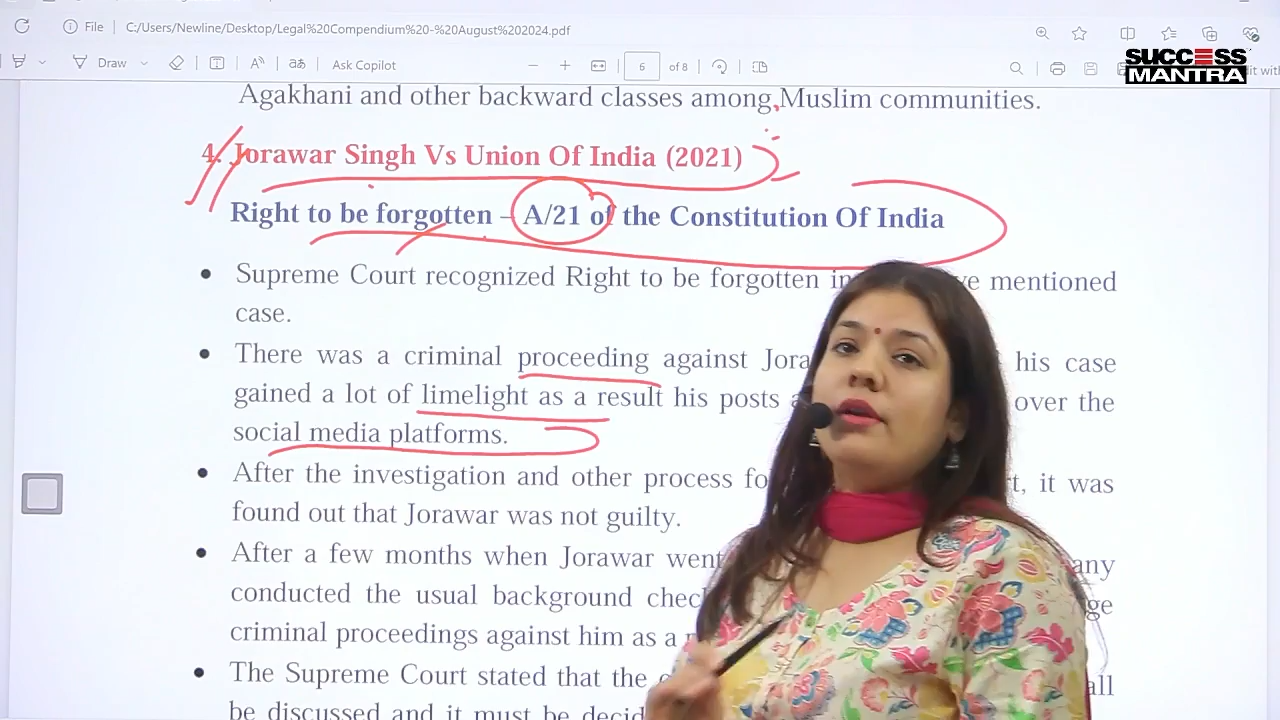 File C:/Users/Newline/Desktop/Legal%20Compendium%20-%20August%202024.pdf
Draw aあ Ask Copilot 6 of 8
SUCCESS
MANTRA
Agakhani and other backward classes among Muslim communities.
4. Jorawar Singh Vs Union Of India (2021)
Right to be forgotten – A/21 of the Constitution Of India
• Supreme Court recognized Right to be forgotten in mentioned
case.
• There was a criminal proceeding against his case
gained a lot of limelight as a result his posts over the
social media platforms.
• After the investigation and other process it was
found out that Jorawar was not guilty.
• After a few months when Jorawar went any
conducted the usual background
criminal proceedings against him as a
• The Supreme Court stated that the
be discussed and it must be